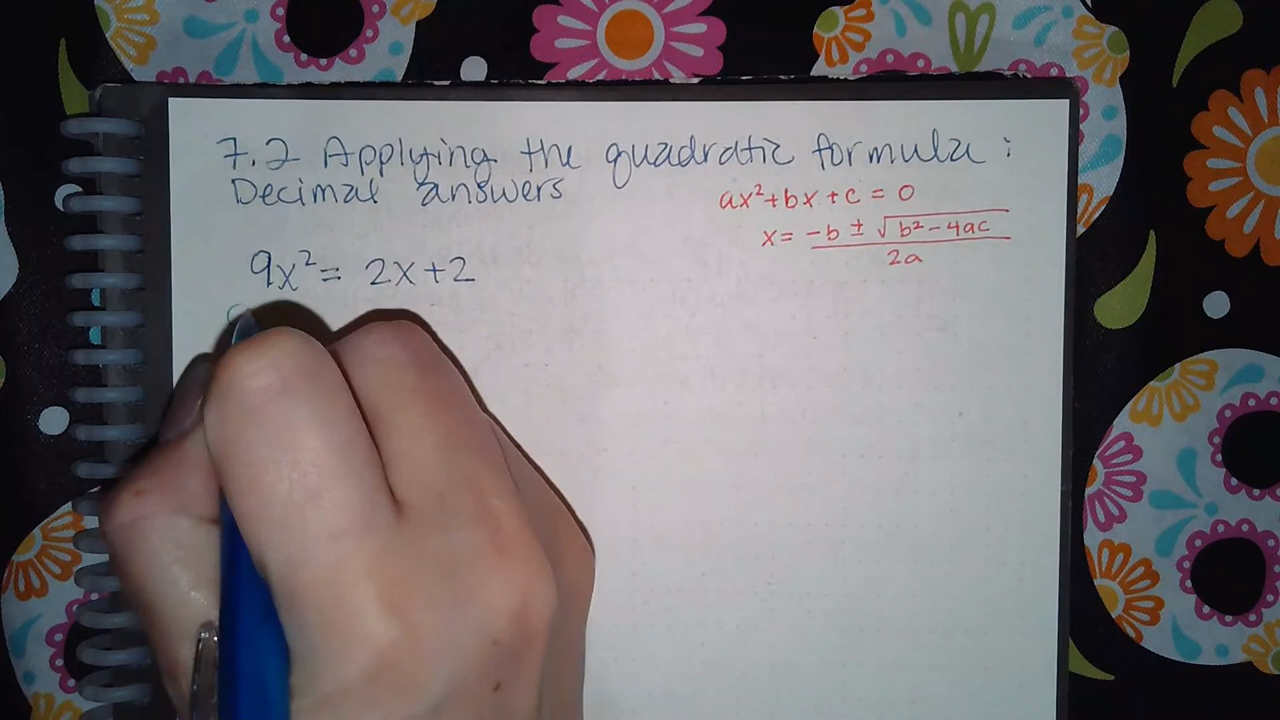 7.2 Applying the quadratic formula :
Decimal answers
ax²+bx+c = 0
x = -b ± √b²-4ac
2a
9x² = 2x+2